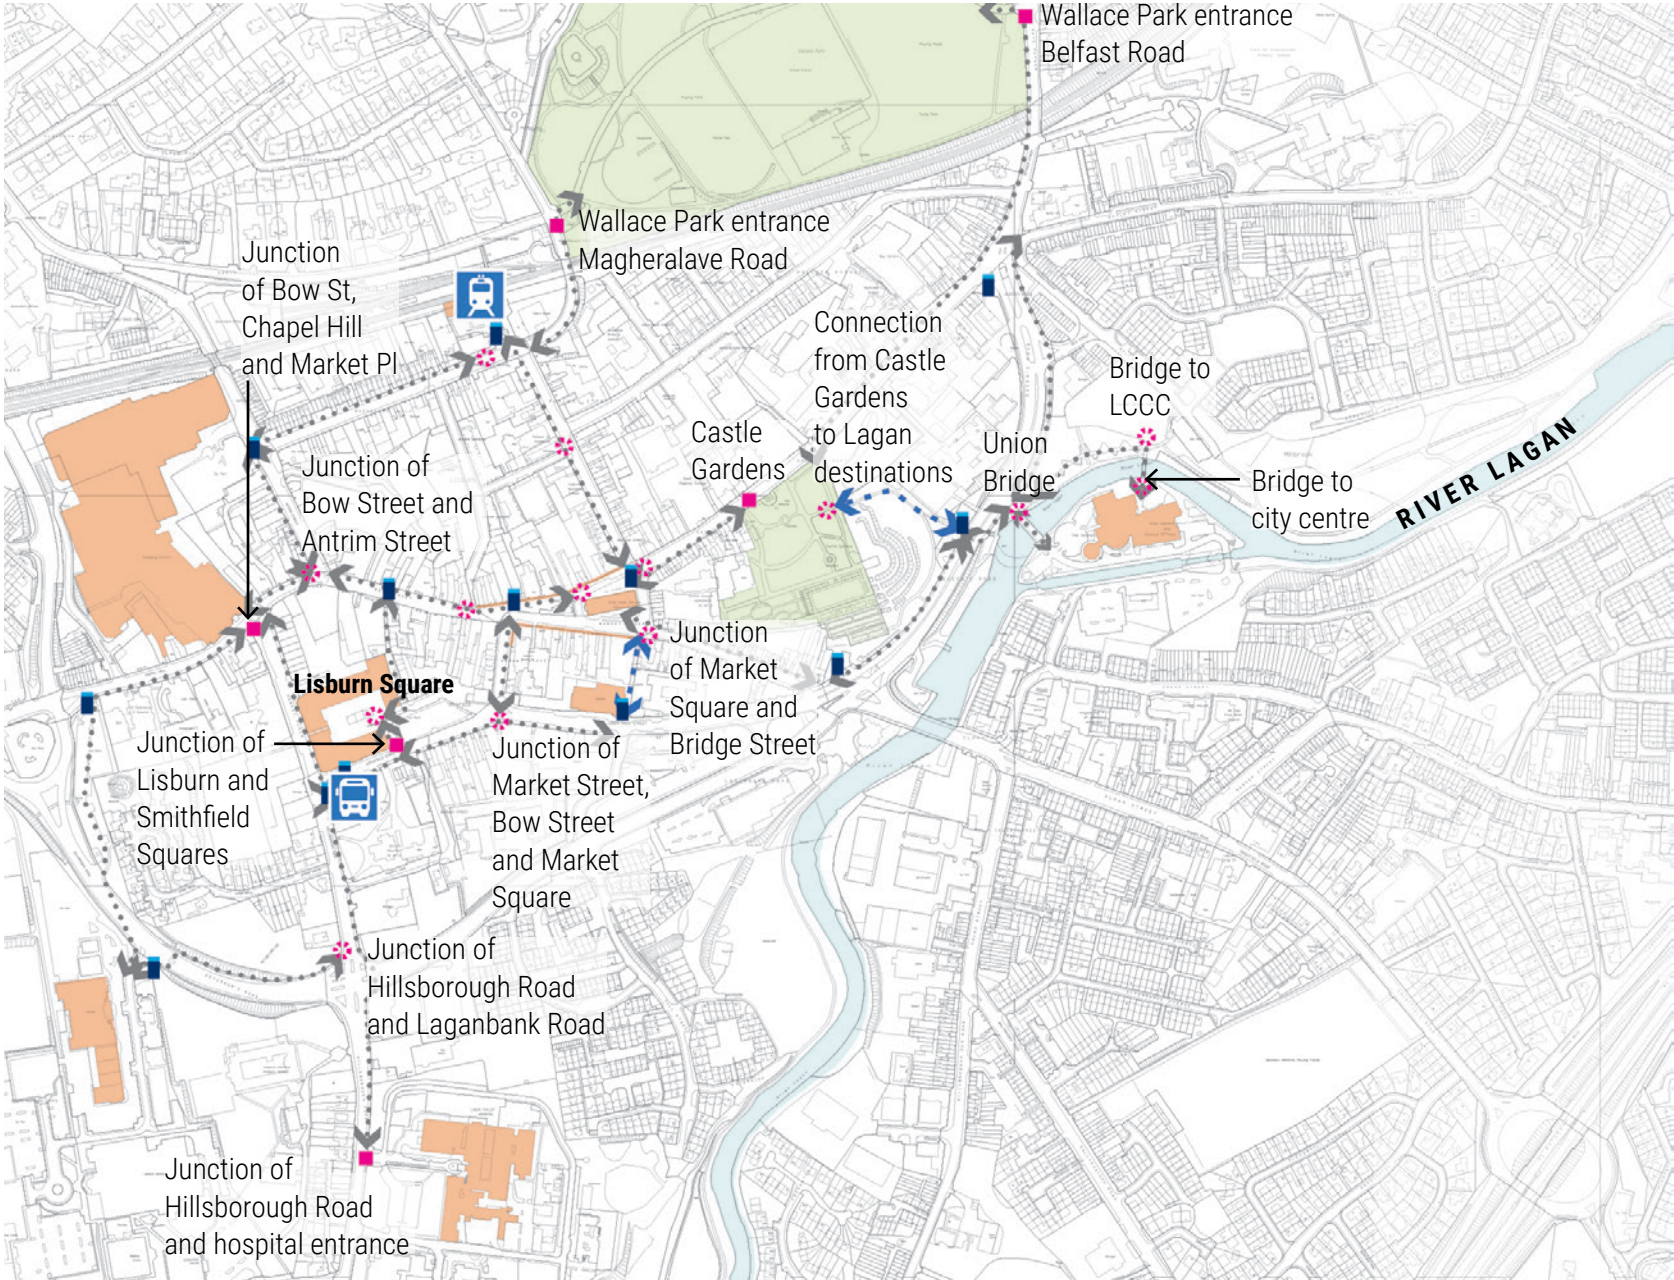 Wallace Park entrance
Belfast Road
Wallace Park entrance
Magheralave Road
Junction
of Bow St,
Chapel Hill
and Market Pl
Connection
from Castle
Gardens
to Lagan
destinations
Bridge to
LCCC
Castle
Gardens
Union
Bridge
Junction of
Bow Street and
Antrim Street
Bridge to
city centre
RIVER LAGAN
Junction
of Market
Square and
Bridge Street
Lisburn Square
Junction of
Lisburn and
Smithfield
Squares
Junction of
Market Street,
Bow Street
and Market
Square
Junction of
Hillsborough Road
and Laganbank Road
Junction of
Hillsborough Road
and hospital entrance